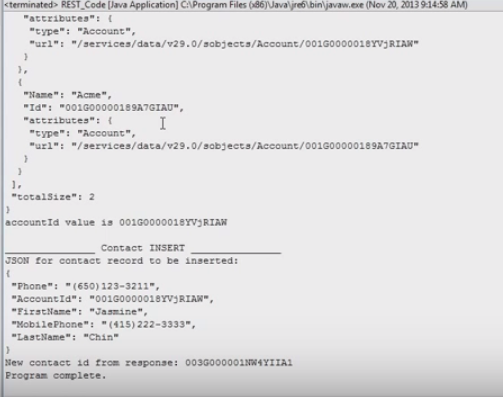 <terminated> REST_Code [Java Application] C:\Program Files (x86)\Java\jre6\bin\javaw.exe (Nov 20, 2013 9:14:58 AM)
"attributes": {
"type": "Account",
"url": "/services/data/v29.0/sobjects/Account/001G0000018YVjRIAW"
}
},
{
"Name": "Acme",
"Id": "001G00000189A7GIAU",
"attributes": {
"type": "Account",
"url": "/services/data/v29.0/sobjects/Account/001G00000189A7GIAU"
}
}
],
"totalSize": 2
}
accountId value is 001G0000018YVjRIAW
_______________ Contact INSERT _______________
JSON for contact record to be inserted:
{
"Phone": "(650)123-3211",
"AccountId": "001G0000018YVjRIAW",
"FirstName": "Jasmine",
"MobilePhone": "(415)222-3333",
"LastName": "Chin"
}
New contact id from response: 003G000001NW4YIIA1
Program complete.